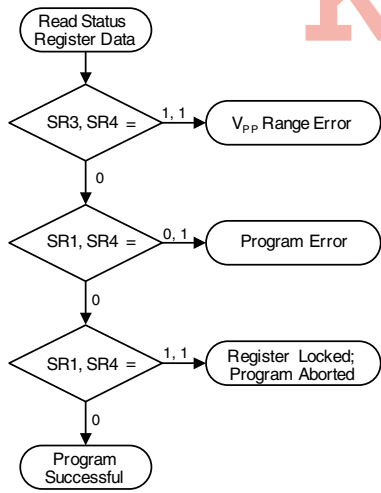 Read Status
Register Data
SR3, SR4 =
1, 1
V_PP Range Error
0
SR1, SR4 =
0, 1
Program Error
0
SR1, SR4 =
1, 1
Register Locked;
Program Aborted
0
Program
Successful